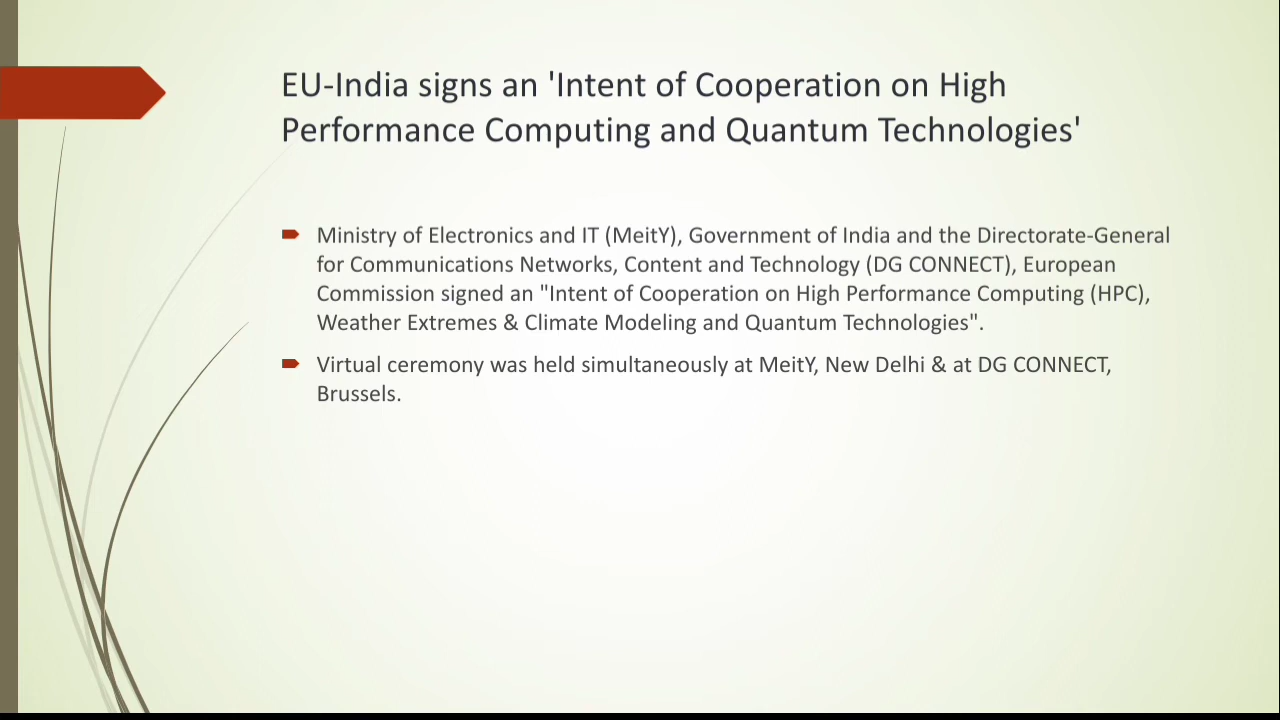 EU-India signs an 'Intent of Cooperation on High
Performance Computing and Quantum Technologies'
Ministry of Electronics and IT (MeitY), Government of India and the Directorate-General
for Communications Networks, Content and Technology (DG CONNECT), European
Commission signed an "Intent of Cooperation on High Performance Computing (HPC),
Weather Extremes & Climate Modeling and Quantum Technologies".
Virtual ceremony was held simultaneously at MeitY, New Delhi & at DG CONNECT,
Brussels.